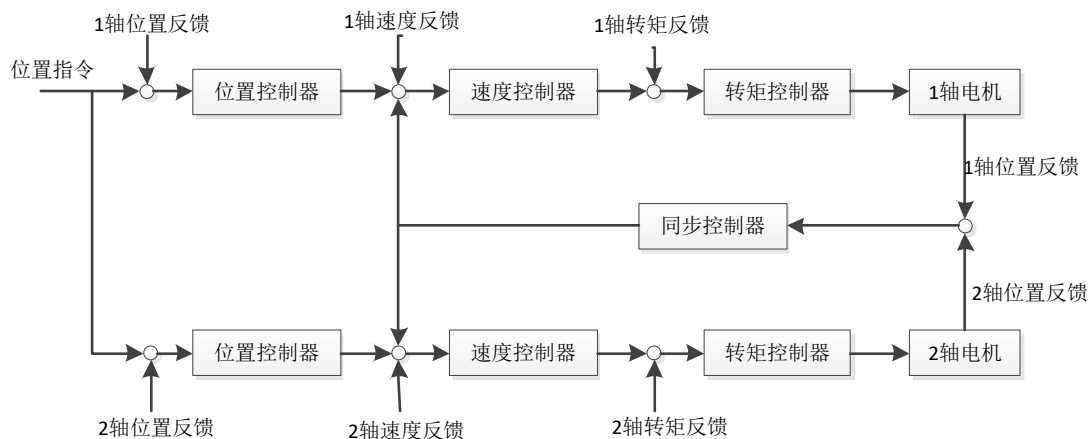 1轴位置反馈
1轴速度反馈
1轴转矩反馈
位置指令
位置控制器
速度控制器
转矩控制器
1轴电机
1轴位置反馈
同步控制器
2轴位置反馈
位置控制器
速度控制器
转矩控制器
2轴电机
2轴位置反馈
2轴速度反馈
2轴转矩反馈